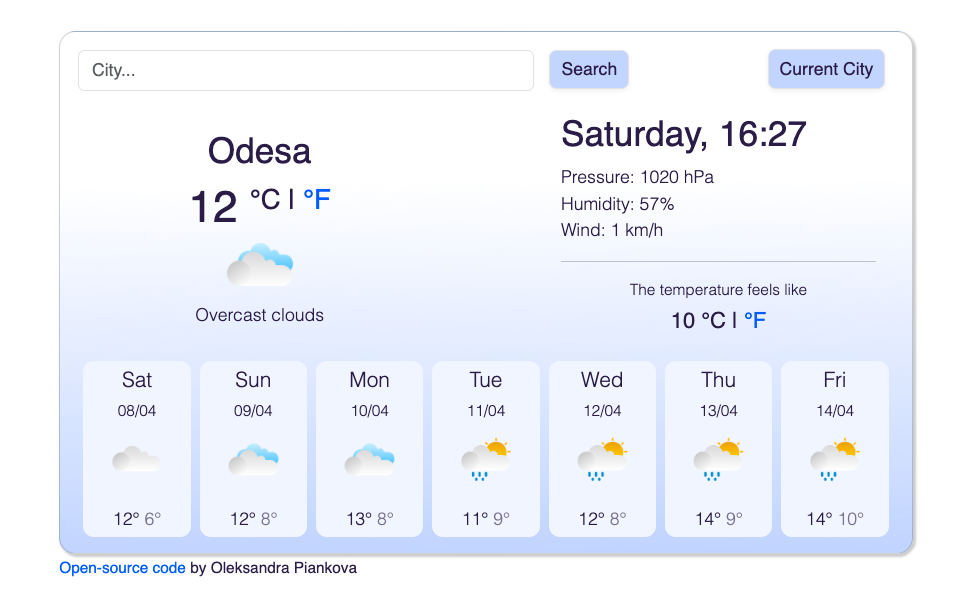 City...
Search
Current City
Odesa
12 °C | °F
Overcast clouds
Saturday, 16:27
Pressure: 1020 hPa
Humidity: 57%
Wind: 1 km/h
The temperature feels like
10 °C | °F
Sat
08/04
12° 6°
Sun
09/04
12° 8°
Mon
10/04
13° 8°
Tue
11/04
11° 9°
Wed
12/04
12° 8°
Thu
13/04
14° 9°
Fri
14/04
14° 10°
Open-source code by Oleksandra Piankova